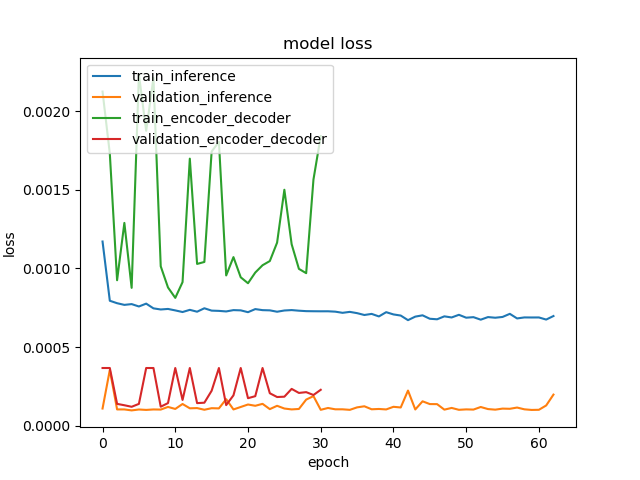 model loss
train_inference
validation_inference
train_encoder_decoder
validation_encoder_decoder
0.0020
0.0015
0.0010
0.0005
0.0000
loss
0 10 20 30 40 50 60
epoch